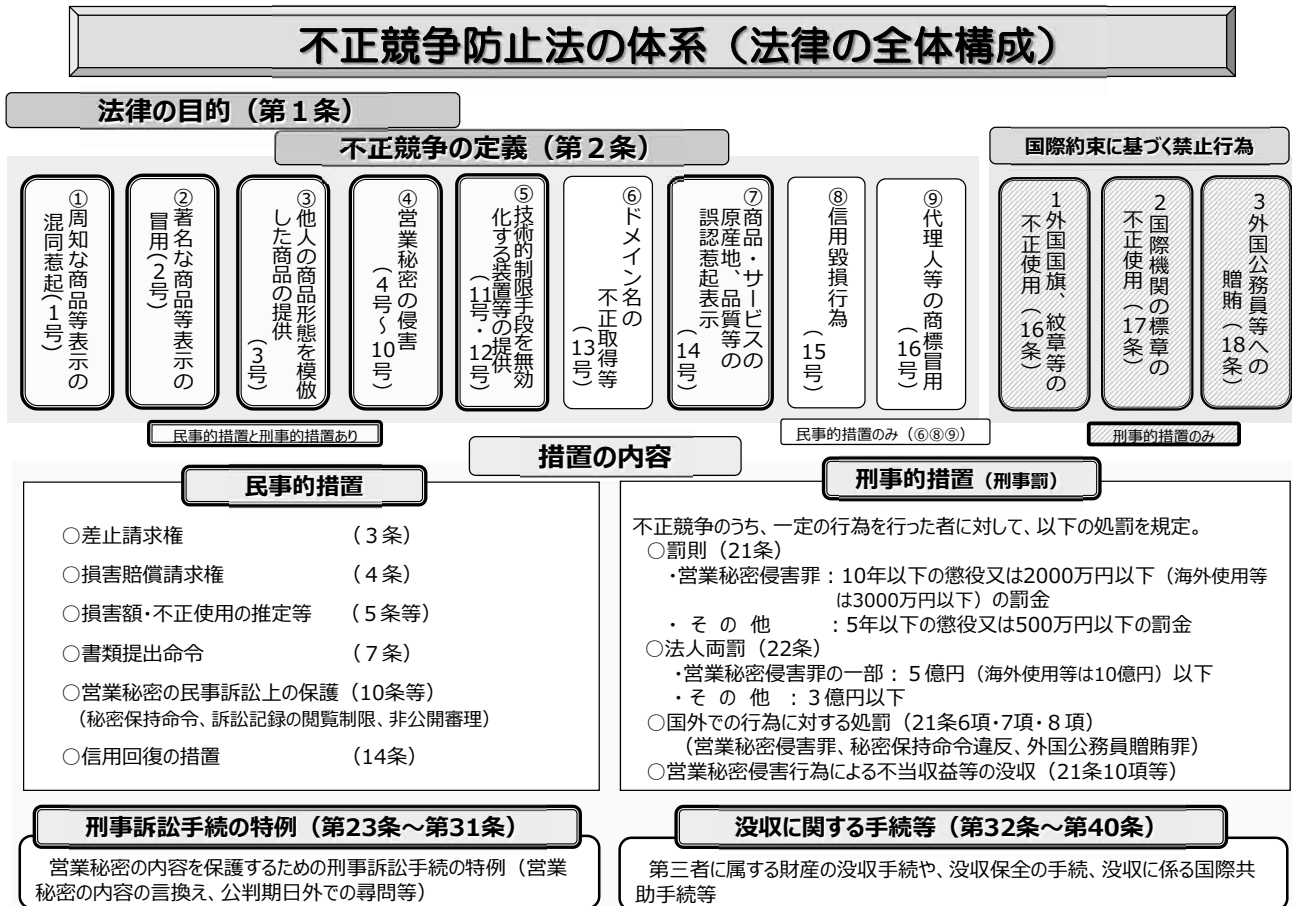 不正競争防止法の体系（法律の全体構成）
法律の目的（第１条）
不正競争の定義（第２条）
国際約束に基づく禁止行為
①周知な商品等表示の
混同惹起（1号）
②著名な商品等表示の
冒用（2号）
③他人の商品形態を模倣
した商品の提供
（3号）
④営業秘密の侵害
（4号～10号）
⑤技術的制限手段を無効
化する装置等の提供
（11号・12号）
⑥ドメイン名の
不正取得等
（13号）
⑦商品・サービスの
原産地、品質等の
誤認惹起表示
（14号）
⑧信用毀損行為
（15号）
⑨代理人等の商標冒用
（16号）
1外国国旗、紋章等の
不正使用（16条）
2国際機関の標章の
不正使用（17条）
3外国公務員等への
贈賄（18条）
民事的措置と刑事的措置あり
民事的措置のみ（⑥⑧⑨）
刑事的措置のみ
措置の内容
民事的措置
○差止請求権　（３条）
○損害賠償請求権　（４条）
○損害額・不正使用の推定等　（５条等）
○書類提出命令　（７条）
○営業秘密の民事訴訟上の保護（10条等）
（秘密保持命令、訴訟記録の閲覧制限、非公開審理）
○信用回復の措置　（14条）
刑事的措置（刑事罰）
不正競争のうち、一定の行為を行った者に対して、以下の処罰を規定。
○罰則（21条）
・営業秘密侵害罪：10年以下の懲役又は2000万円以下（海外使用等
は3000万円以下）の罰金
・その他　：5年以下の懲役又は500万円以下の罰金
○法人両罰（22条）
・営業秘密侵害罪の一部：５億円（海外使用等は10億円）以下
・その他　：３億円以下
○国外での行為に対する処罰（21条6項・7項・８項）
（営業秘密侵害罪、秘密保持命令違反、外国公務員贈賄罪）
○営業秘密侵害行為による不当収益等の没収（21条10項等）
刑事訴訟手続の特例（第23条～第31条）
営業秘密の内容を保護するための刑事訴訟手続の特例（営業
秘密の内容の言換え、公判期日外での尋問等）
没収に関する手続等（第32条～第40条）
第三者に属する財産の没収手続や、没収保全の手続、没収に係る国際共
助手続等